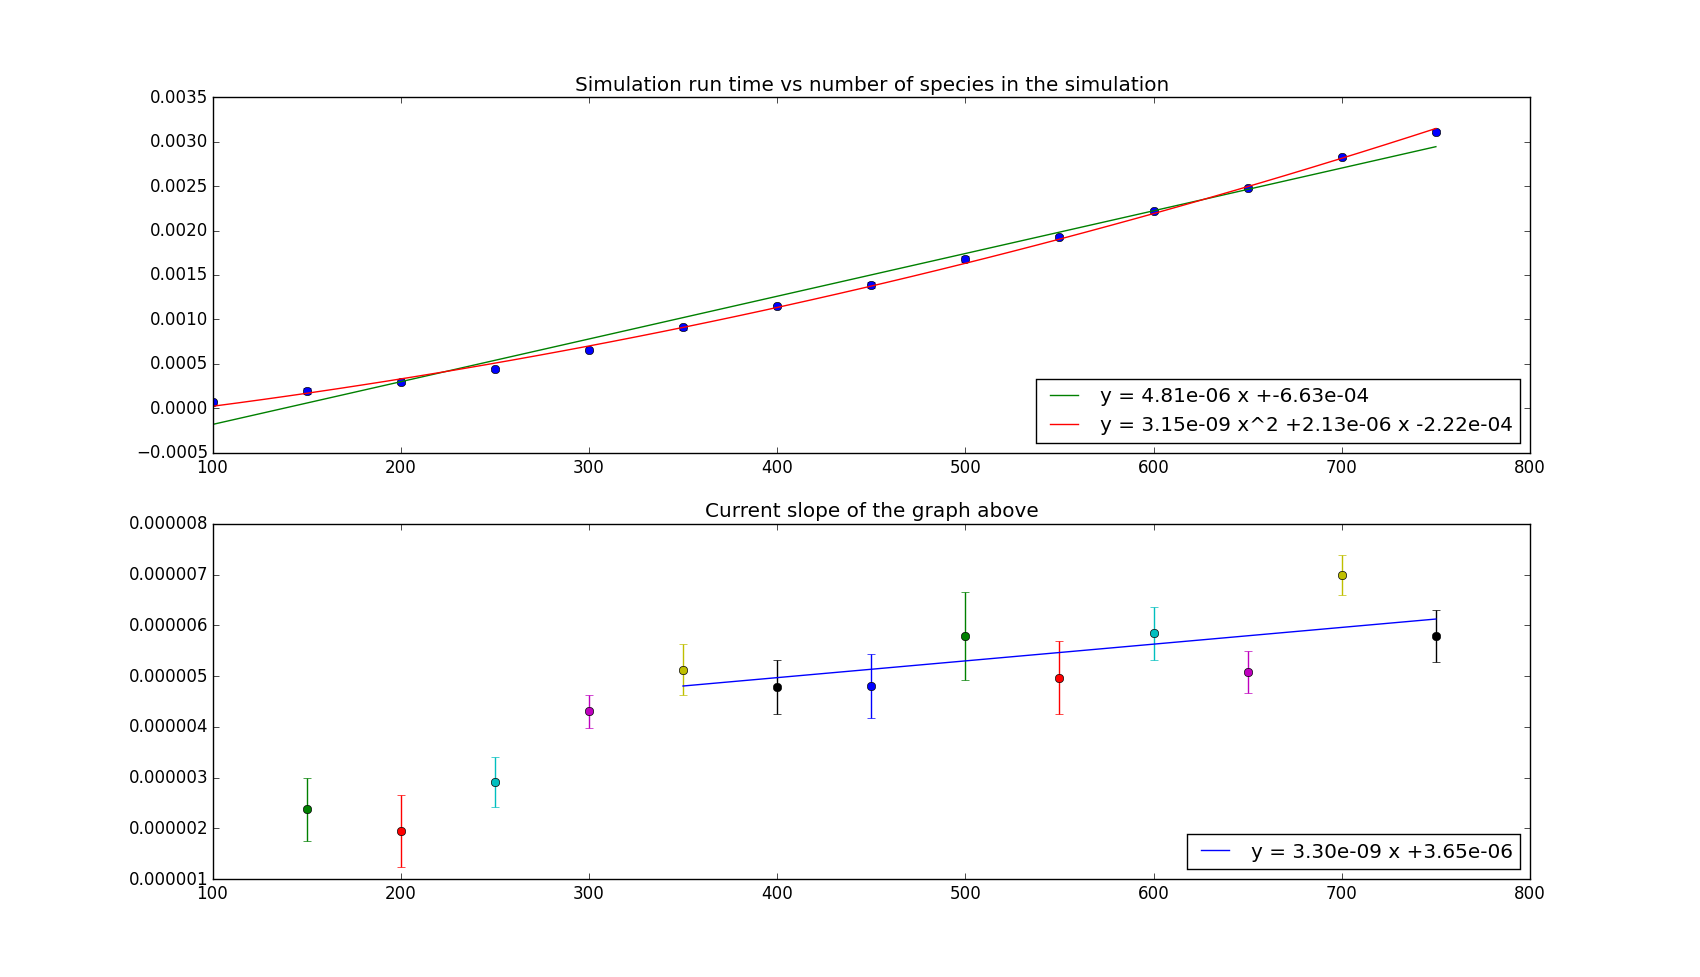 Simulation run time vs number of species in the simulation
0.0035
0.0030
0.0025
0.0020
0.0015
0.0010
0.0005
0.0000
−0.0005
y = 4.81e-06 x +-6.63e-04
y = 3.15e-09 x^2 +2.13e-06 x -2.22e-04
100 200 300 400 500 600 700 800
Current slope of the graph above
0.000008
0.000007
0.000006
0.000005
0.000004
0.000003
0.000002
0.000001
y = 3.30e-09 x +3.65e-06
100 200 300 400 500 600 700 800